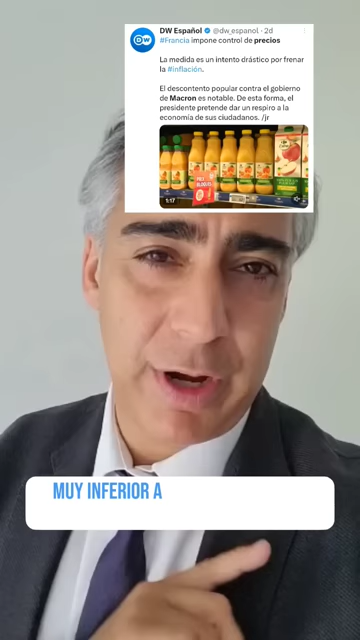 DW Español @dw_espanol · 2d
#Francia impone control de precios
La medida es un intento drástico por frenar
la #inflación.
El descontento popular contra el gobierno
de Macron es notable. De esta forma, el
presidente pretende dar un respiro a la
economía de sus ciudadanos. /jr
PRIX
BLOQUÉS
1:17
MUY INFERIOR A